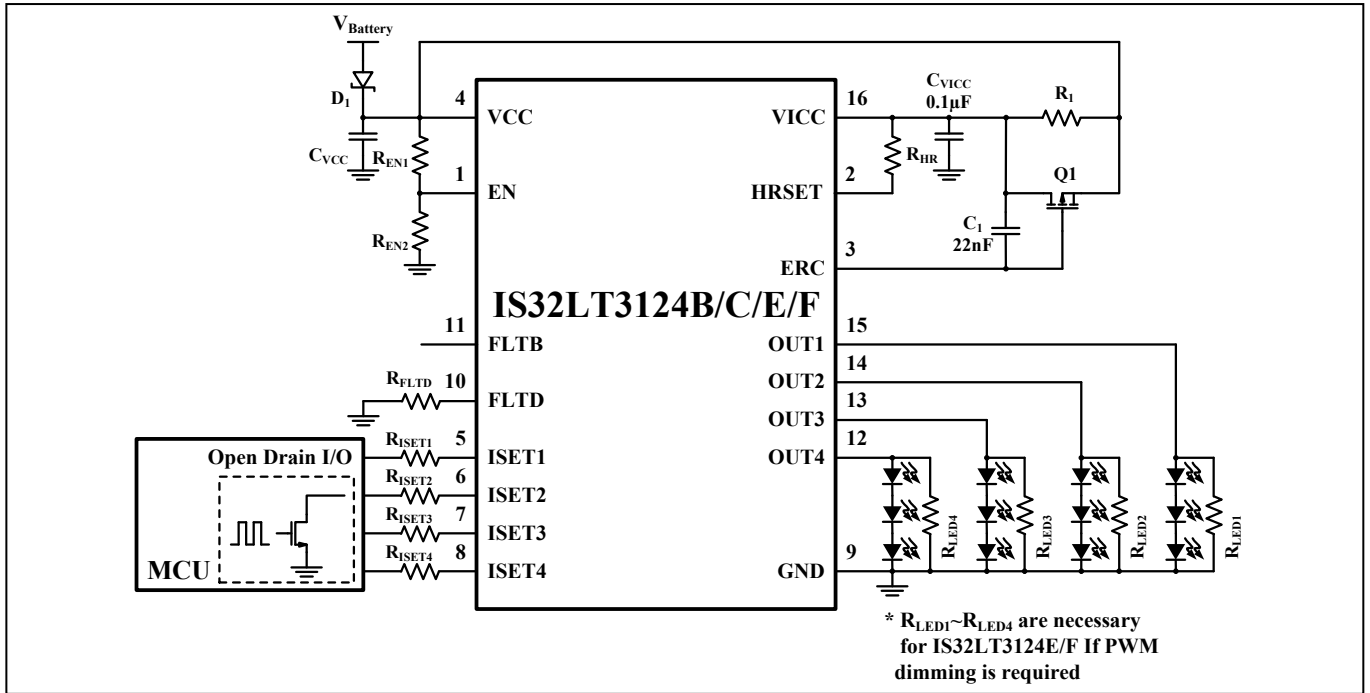 VBattery
D1
CVCC
REN1
REN2
4
VCC
1
EN
11
FLTB
RFLTD
10
FLTD
RISET1
5
ISET1
RISET2
6
ISET2
RISET3
7
ISET3
RISET4
8
ISET4
Open Drain I/O
MCU
IS32LT3124B/C/E/F
16
VICC
CVICC
0.1µF
R1
RHR
2
HRSET
Q1
C1
22nF
3
ERC
15
OUT1
14
OUT2
13
OUT3
12
OUT4
RLED4
RLED3
RLED2
RLED1
9
GND
* RLED1~RLED4 are necessary
for IS32LT3124E/F If PWM
dimming is required